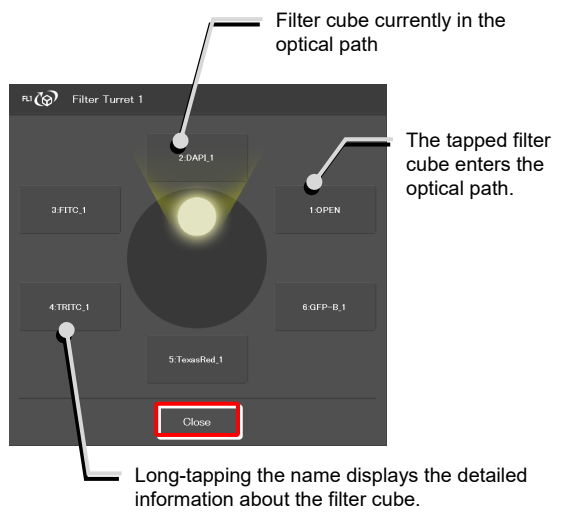 Filter cube currently in the
optical path
FL1 Filter Turret 1
2:DAPI_1
The tapped filter
cube enters the
optical path.
3:FITC_1
1:OPEN
4:TRITC_1
6:GFP-B_1
5:TexasRed_1
Close
Long-tapping the name displays the detailed
information about the filter cube.